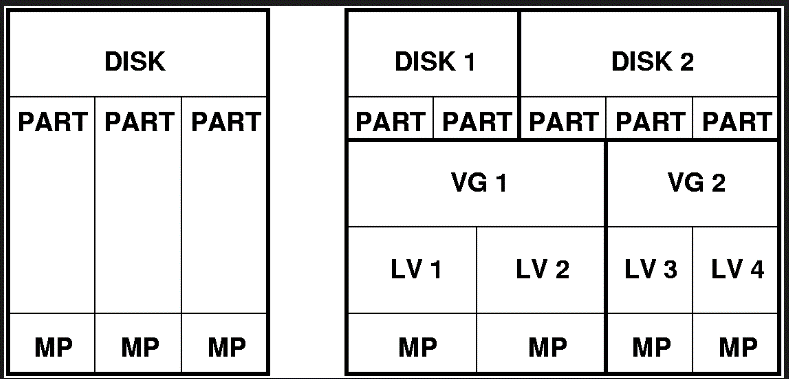 DISK
PART PART PART
MP MP MP
DISK 1 DISK 2
PART PART PART PART PART
VG 1 VG 2
LV 1 LV 2 LV 3 LV 4
MP MP MP MP